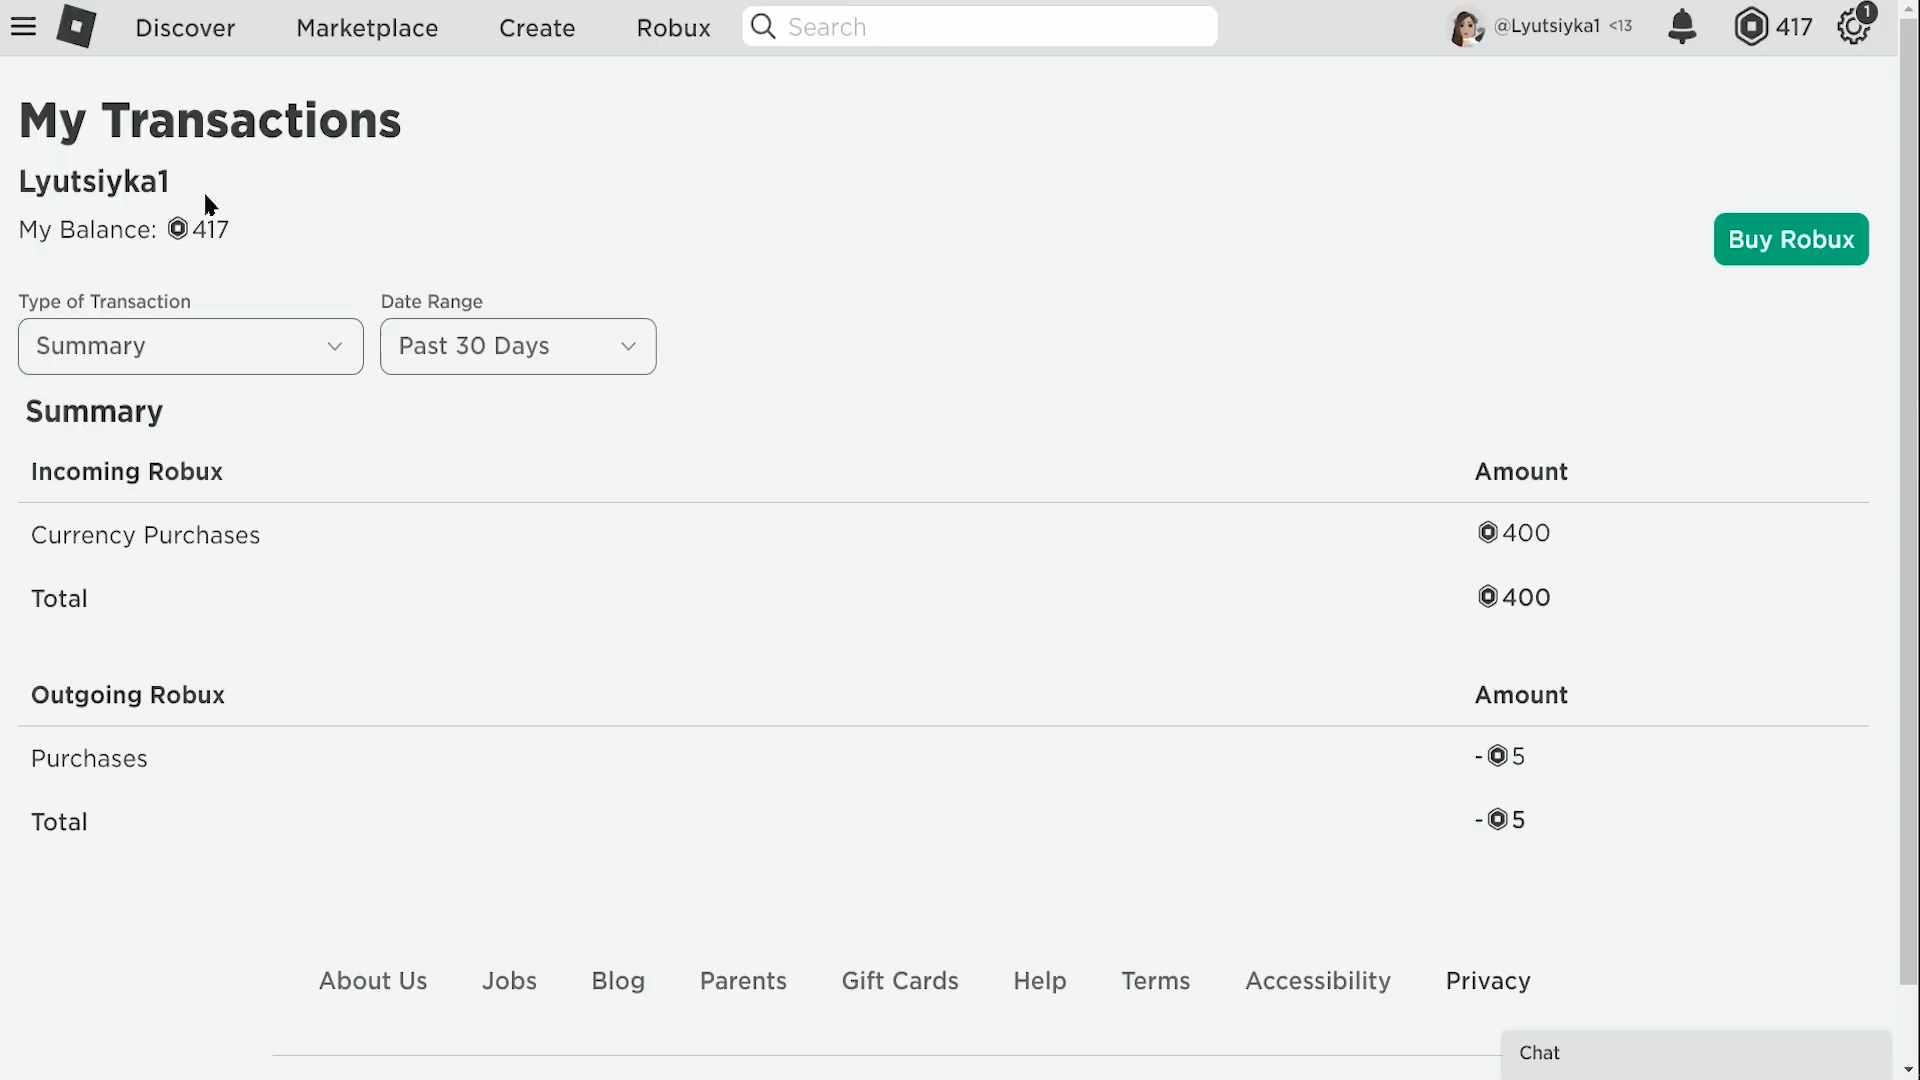 Discover Marketplace Create Robux Search @Lyutsiyka1 <13 417 1
My Transactions
Lyutsiyka1
My Balance: 417
Buy Robux
Type of Transaction Date Range
Summary Past 30 Days
Summary
Incoming Robux Amount
Currency Purchases 400
Total 400
Outgoing Robux Amount
Purchases -5
Total -5
About Us Jobs Blog Parents Gift Cards Help Terms Accessibility Privacy
Chat